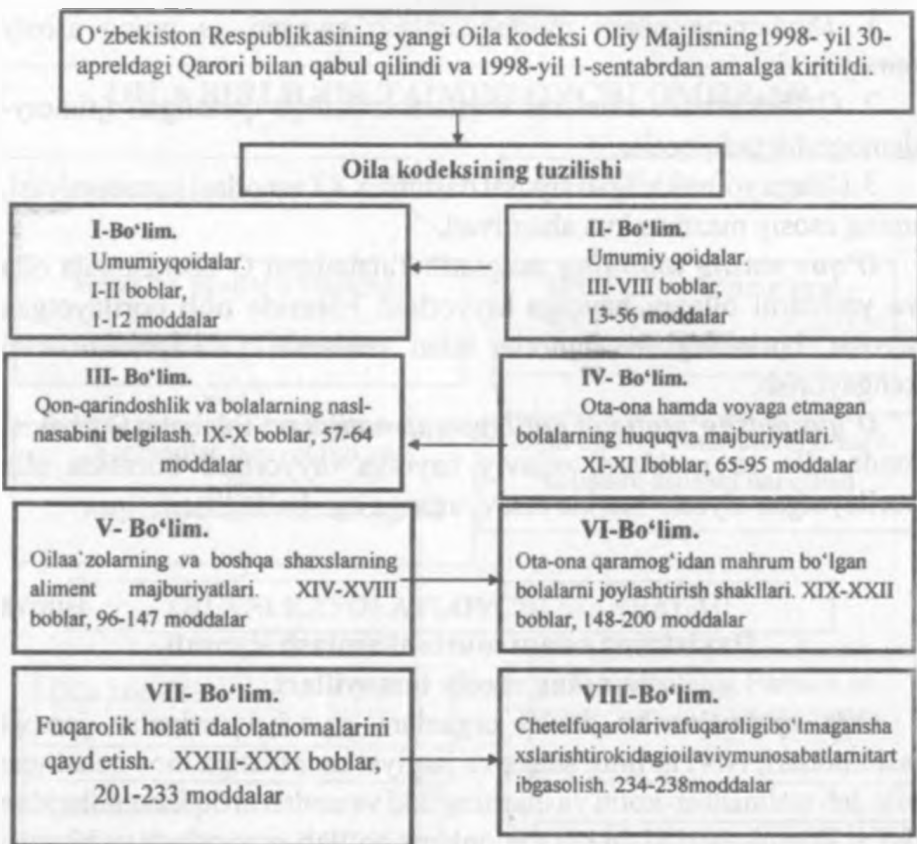 O‘zbekiston Respublikasining yangi Oila kodeksi Oliy Majlisning1998- yil 30-
apreldagi Qarori bilan qabul qilindi va 1998-yil 1-sentabrdan amalga kiritildi.
Oila kodeksining tuzilishi
I-Bo‘lim.
Umumiyqoidalar,
I-II boblar,
1-12 moddalar
II- Bo‘lim.
Umumiy qoidalar,
III-VIII boblar,
13-56 moddalar
III- Bo‘lim.
Qon-qarindoshlik va bolalarning nasl-
nasabini belgilash. IX-X boblar, 57-64
moddalar
IV- Bo‘lim.
Ota-ona hamda voyaga etmagan
bolalarning huquqva majburiyatlari.
XI-XI Iboblar, 65-95 moddalar
V- Bo‘lim.
Oilaa`zolarning va boshqa shaxslarning
aliment majburiyatlari. XIV-XVIII
boblar, 96-147 moddalar
VI-Bo‘lim.
Ota-ona qaramog‘idan mahrum bo‘lgan
bolalarni joylashtirish shakllari. XIX-XXII
boblar, 148-200 moddalar
VII- Bo‘lim.
Fuqarolik holati dalolatnomalarini
qayd etish. XXIII-XXX boblar,
201-233 moddalar
VIII-Bo‘lim.
Chetelfuqarolarivafuqaroligibo‘lmagansha
xslarishtirokidagioilaviymunosabatlarnitart
ibgasolish. 234-238moddalar